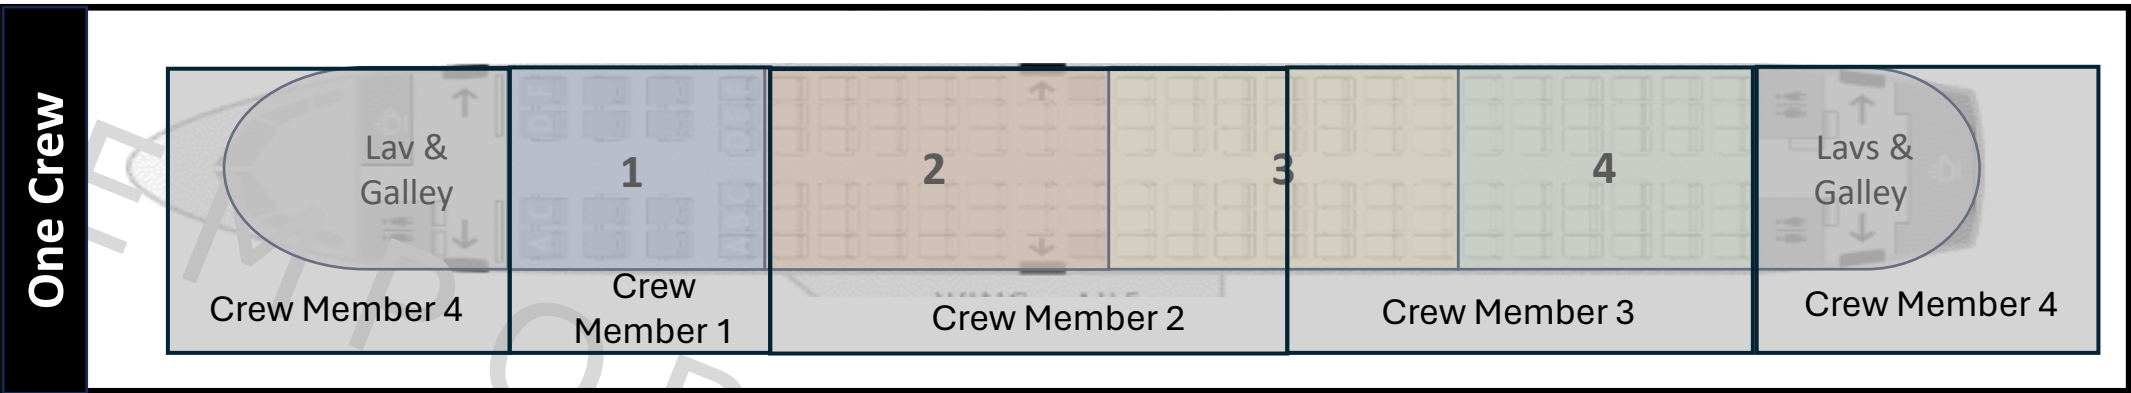 One Crew
Lav &
Galley
1
2
3
4
Lavs &
Galley
Crew Member 4
Crew
Member 1
Crew Member 2
Crew Member 3
Crew Member 4